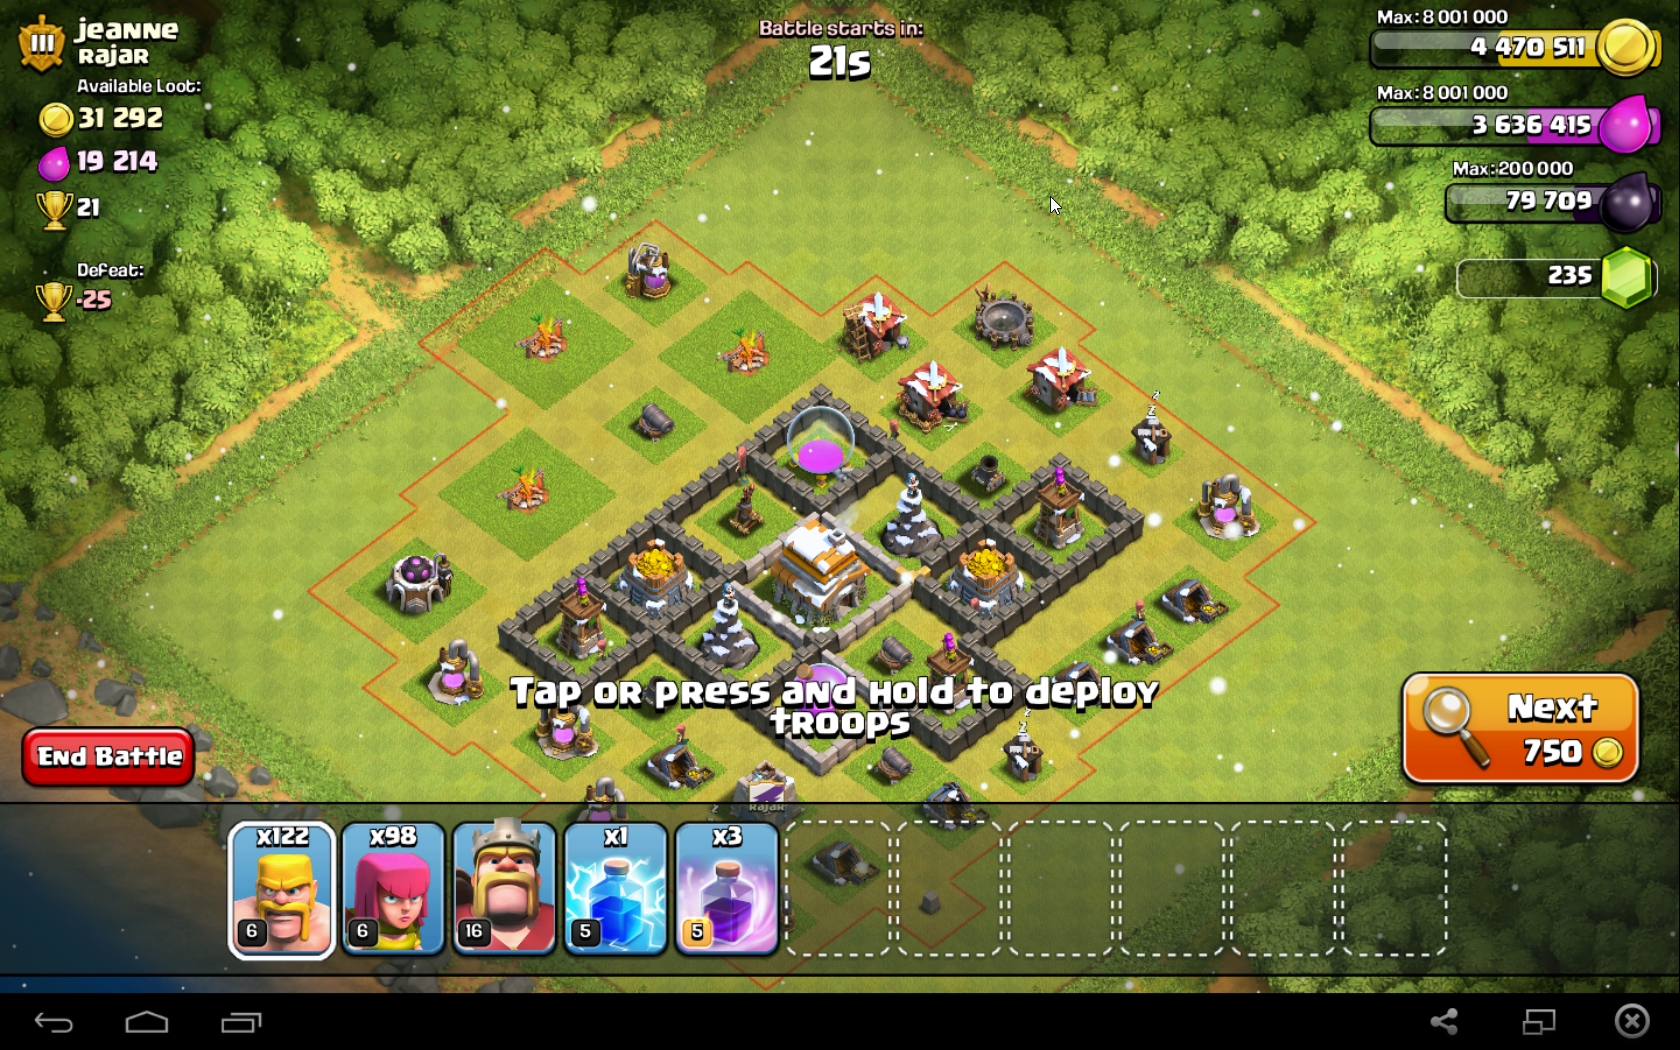 III
jeanne
Rajar
Available Loot:
31 292
19 214
21
Defeat:
-25
Battle starts in:
21s
Max: 8 001 000
4 470 511
Max: 8 001 000
3 636 415
Max: 200 000
79 709
235
z
z
Tap or press and hold to deploy
troops
z
z
End Battle
Next
750
Rajar
z
x122
x98
x1
x3
6
6
16
5
5